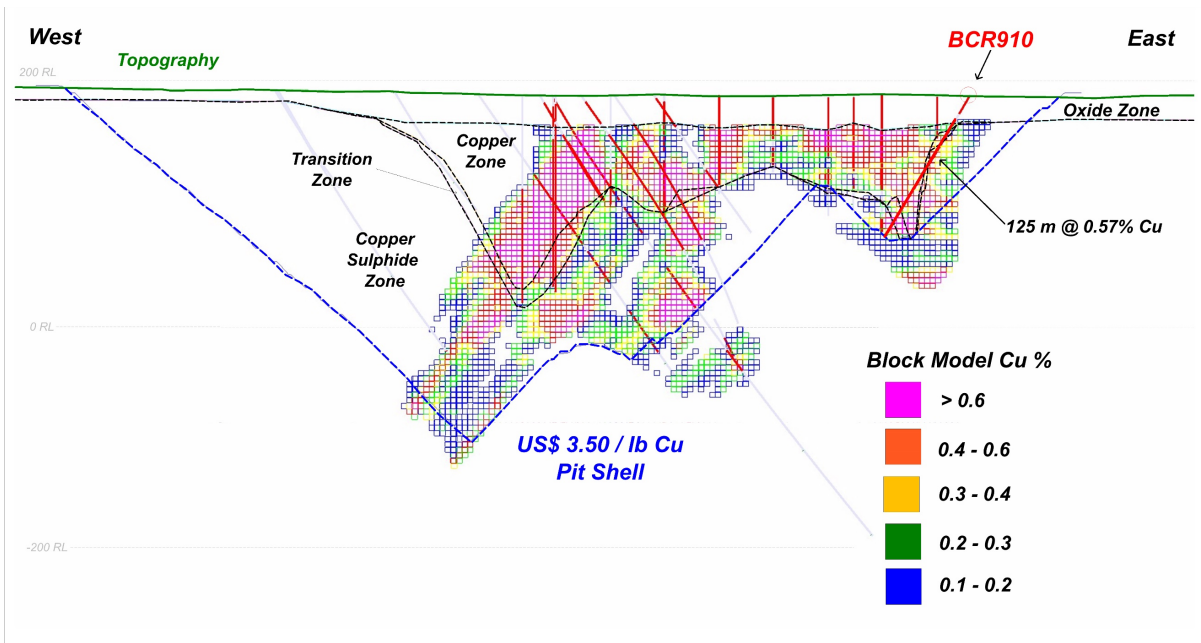 West
BCR910
East
Topography
200 RL
Oxide Zone
Copper
Zone
Transition
Zone
125 m @ 0.57% Cu
Copper
Sulphide
Zone
0 RL
Block Model Cu %
> 0.6
US$ 3.50 / lb Cu
Pit Shell
0.4 - 0.6
0.3 - 0.4
-200 RL
0.2 - 0.3
0.1 - 0.2